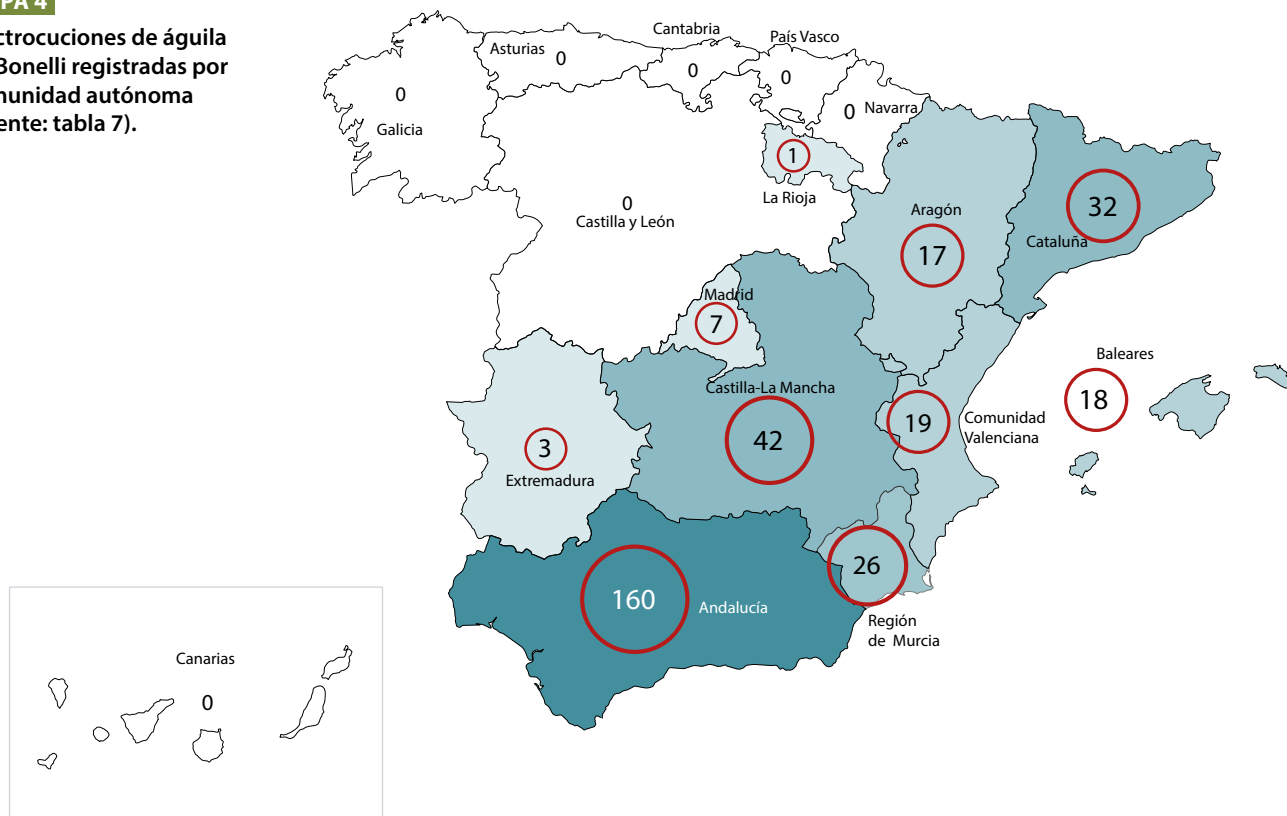 PA 4
ctrocuciones de águila
Bonelli registradas por
munidad autónoma
ente: tabla 7).
Cantabria
País Vasco
Asturias
0
0
0
0
Galicia
0 Navarra
1
La Rioja
0
Castilla y León
Aragón
17
32
Cataluña
Madrid
7
Castilla-La Mancha
42
Baleares
18
19
Comunidad
Valenciana
3
Extremadura
26
Región
de Murcia
160
Andalucía
Canarias
0